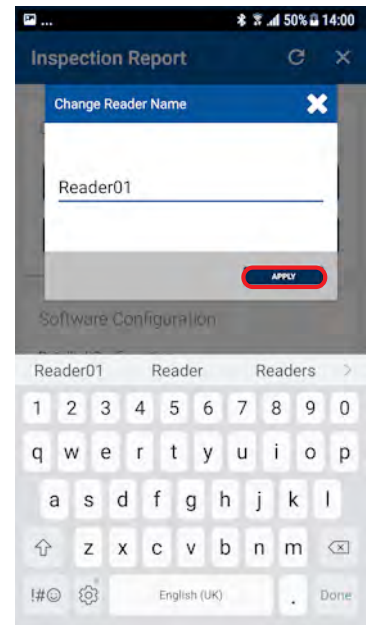 ... 50% 14:00
Inspection Report
Change Reader Name
Reader01
APPLY
Software Configuration
Reader01 Reader Readers
1 2 3 4 5 6 7 8 9 0
q w e r t y u i o p
a s d f g h j k l
z x c v b n m
!#☺ English (UK) . Done